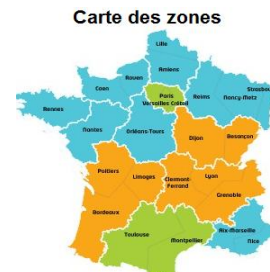 Carte des zones
Lille
Amiens
Rouen
Caen
Paris
Versailles Créteil
Reims
Nancy-Metz
Strasbou
Rennes
Nantes
Orléans-Tours
Dijon
Besançon
Poitiers
Limoges
Clermont-
Ferrand
Lyon
Grenoble
Bordeaux
Toulouse
Montpellier
Aix-Marseille
Nice